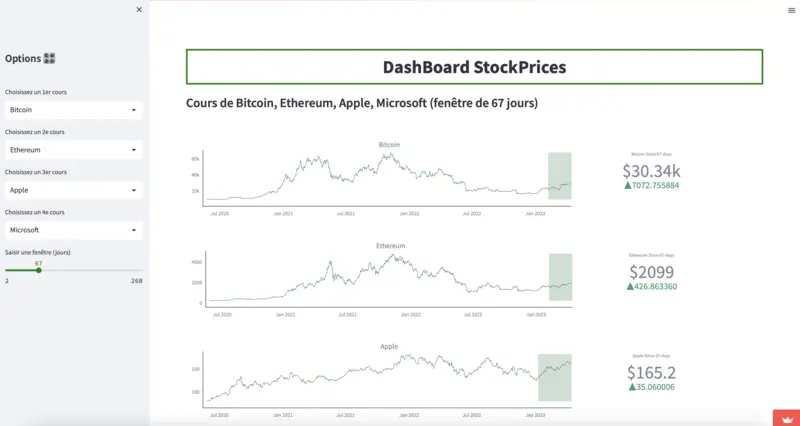 Options
Choisissez un 1er cours
Bitcoin
Choisissez un 2e cours
Ethereum
Choisissez un 3er cours
Apple
Choisissez un 4e cours
Microsoft
Saisir une fenêtre (jours)
67
2 268
DashBoard StockPrices
Cours de Bitcoin, Ethereum, Apple, Microsoft (fenêtre de 67 jours)
Bitcoin
60k
40k
20k
Jul 2020 Jan 2021 Jul 2021 Jan 2022 Jul 2022 Jan 2023
Bitcoin Since 67-days
$30.34k
▲7072.755884
Ethereum
4000
2000
0
Jul 2020 Jan 2021 Jul 2021 Jan 2022 Jul 2022 Jan 2023
Ethereum Since 67-days
$2099
▲426.863360
Apple
150
100
Jul 2020 Jan 2021 Jul 2021 Jan 2022 Jul 2022 Jan 2023
Apple Since 67-days
$165.2
▲35.060006